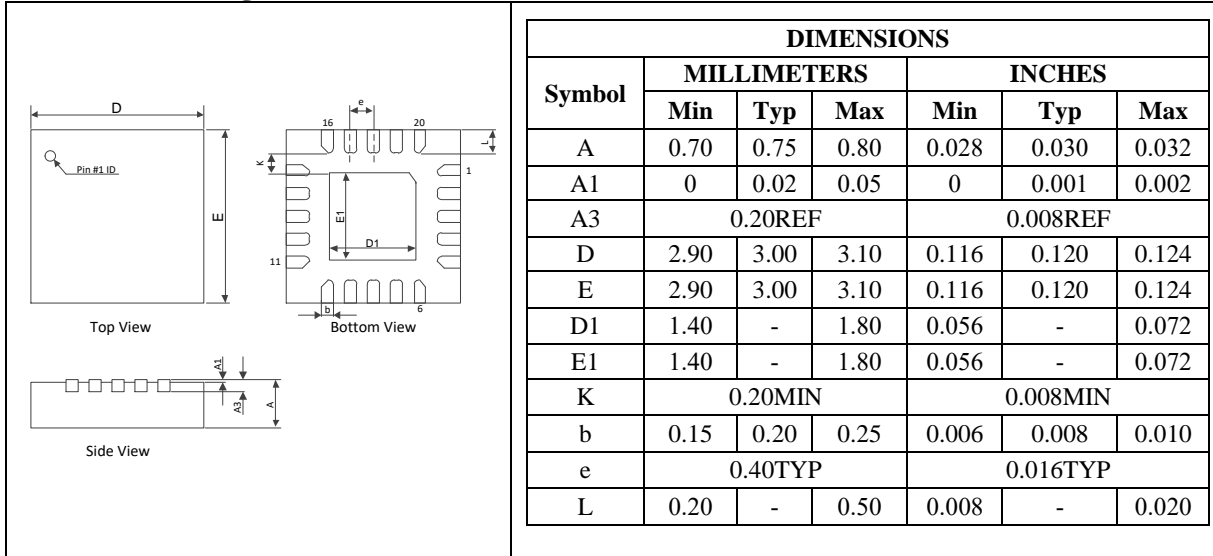 D
Pin #1 ID
E
Top View
e
16 20
L
K
1
E1
D1
11
b
6
Bottom View
A1
A3
A
Side View
DIMENSIONS
Symbol MILLIMETERS INCHES
Min Typ Max Min Typ Max
A 0.70 0.75 0.80 0.028 0.030 0.032
A1 0 0.02 0.05 0 0.001 0.002
A3 0.20REF 0.008REF
D 2.90 3.00 3.10 0.116 0.120 0.124
E 2.90 3.00 3.10 0.116 0.120 0.124
D1 1.40 - 1.80 0.056 - 0.072
E1 1.40 - 1.80 0.056 - 0.072
K 0.20MIN 0.008MIN
b 0.15 0.20 0.25 0.006 0.008 0.010
e 0.40TYP 0.016TYP
L 0.20 - 0.50 0.008 - 0.020